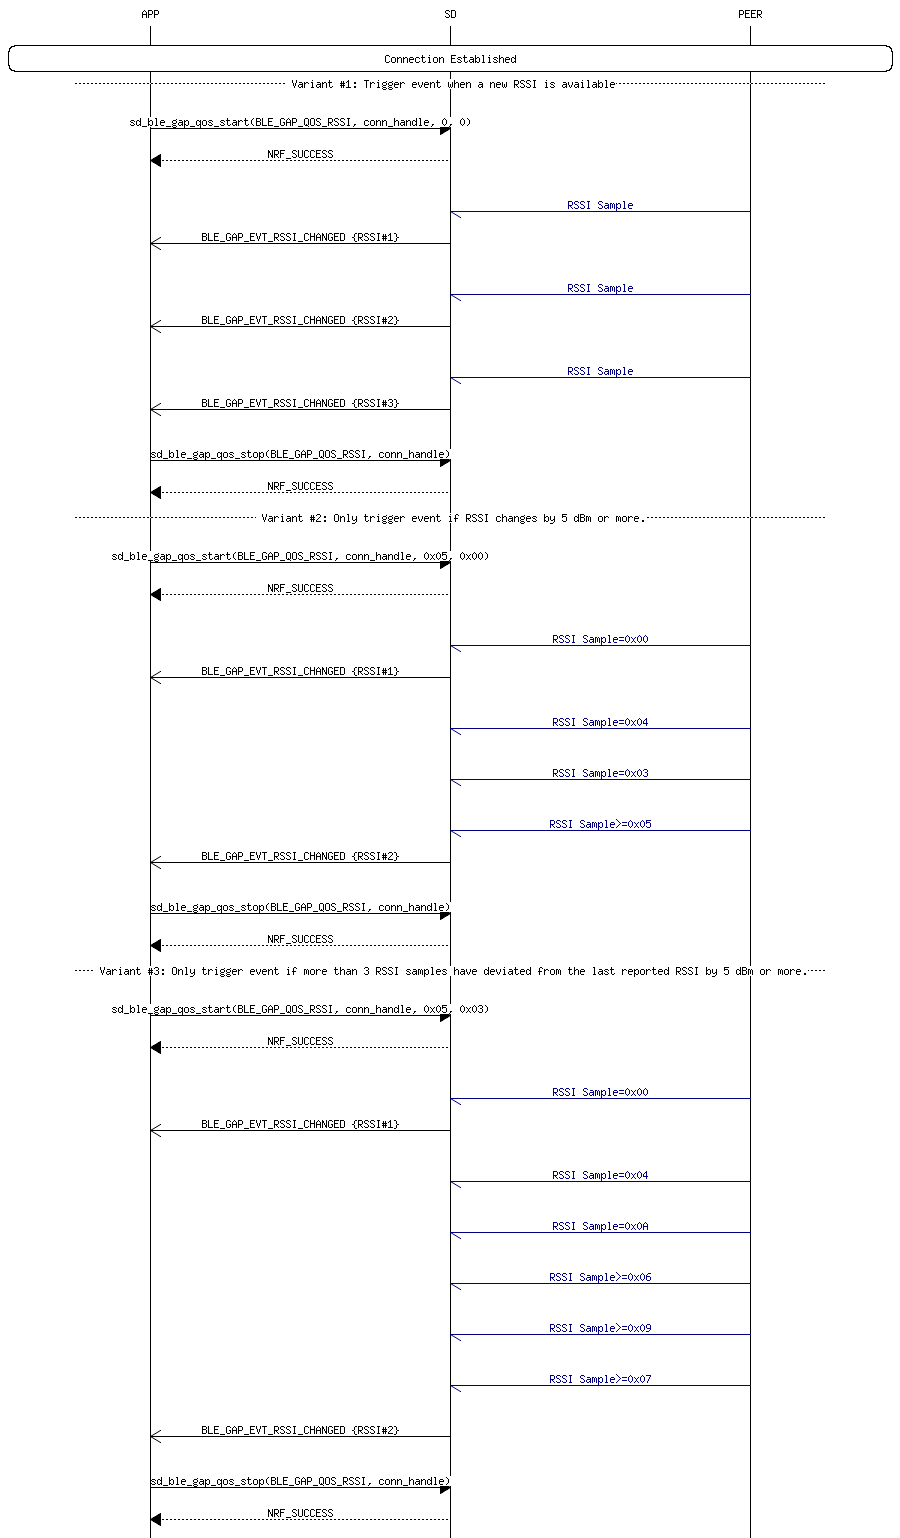 APP SD PEER
Connection Established
Variant #1: Trigger event when a new RSSI is available
sd_ble_gap_qos_start(BLE_GAP_QOS_RSSI, conn_handle, 0, 0)
NRF_SUCCESS
RSSI Sample
BLE_GAP_EVT_RSSI_CHANGED {RSSI#1}
RSSI Sample
BLE_GAP_EVT_RSSI_CHANGED {RSSI#2}
RSSI Sample
BLE_GAP_EVT_RSSI_CHANGED {RSSI#3}
sd_ble_gap_qos_stop(BLE_GAP_QOS_RSSI, conn_handle)
NRF_SUCCESS
Variant #2: Only trigger event if RSSI changes by 5 dBm or more.
sd_ble_gap_qos_start(BLE_GAP_QOS_RSSI, conn_handle, 0x05, 0x00)
NRF_SUCCESS
RSSI Sample=0x00
BLE_GAP_EVT_RSSI_CHANGED {RSSI#1}
RSSI Sample=0x04
RSSI Sample=0x03
RSSI Sample>=0x05
BLE_GAP_EVT_RSSI_CHANGED {RSSI#2}
sd_ble_gap_qos_stop(BLE_GAP_QOS_RSSI, conn_handle)
NRF_SUCCESS
Variant #3: Only trigger event if more than 3 RSSI samples have deviated from the last reported RSSI by 5 dBm or more.
sd_ble_gap_qos_start(BLE_GAP_QOS_RSSI, conn_handle, 0x05, 0x03)
NRF_SUCCESS
RSSI Sample=0x00
BLE_GAP_EVT_RSSI_CHANGED {RSSI#1}
RSSI Sample=0x04
RSSI Sample=0x0A
RSSI Sample>=0x06
RSSI Sample>=0x09
RSSI Sample>=0x07
BLE_GAP_EVT_RSSI_CHANGED {RSSI#2}
sd_ble_gap_qos_stop(BLE_GAP_QOS_RSSI, conn_handle)
NRF_SUCCESS